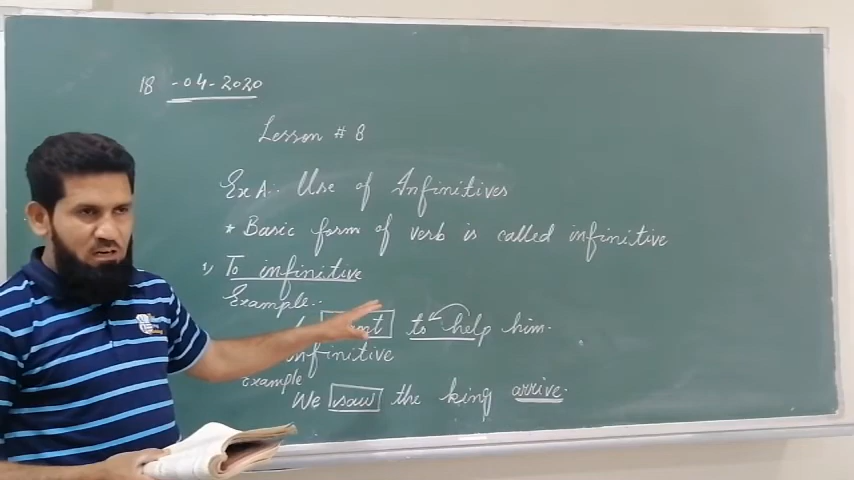 18-04-2020
Lesson # 8
Ex A.. Use of Infinitives
* Basic form of verb is called infinitive
1) To infinitive
Example..
to help him.
infinitive
Example
We saw the king arrive.